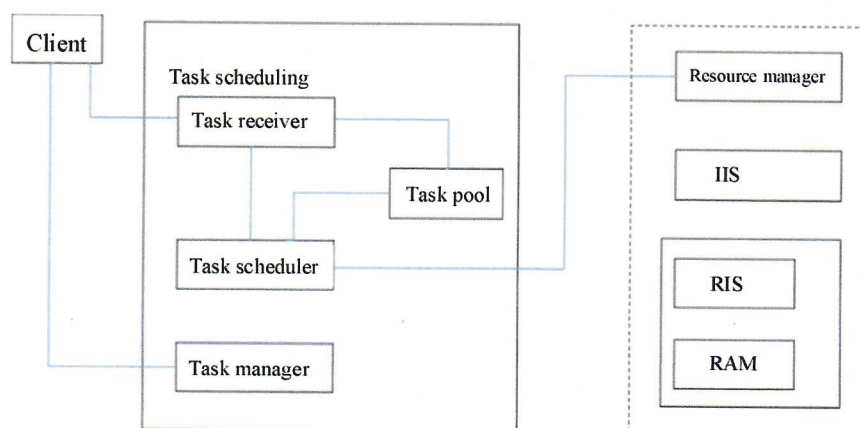 Client
Task scheduling
Task receiver
Task pool
Task scheduler
Task manager
Resource manager
IIS
RIS
RAM